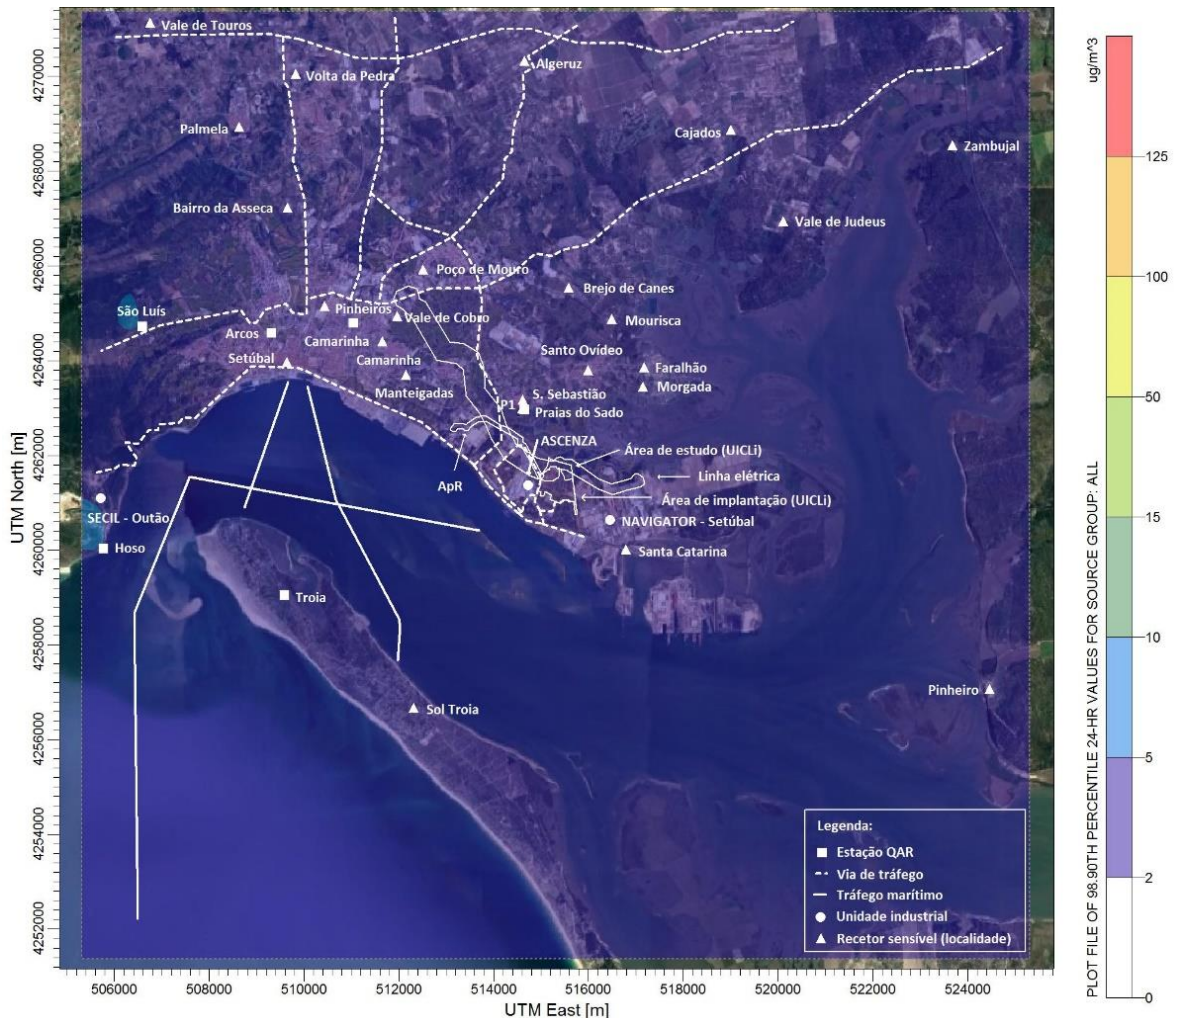 Vale de Touros
Volta da Pedra
Algeruz
Palmela
Cajados
Zambujal
Bairro da Asseca
Vale de Judeus
Poço de Mouro
Brejo de Canes
São Luís
Pinheiros
Vale de Cobro
Mourisca
Arcos
Camarinha
Setúbal
Camarinha
Santo Ovídeo
Faralhão
Manteigadas
Morgada
S. Sebastião
P1
Praias do Sado
ASCENZA
Área de estudo (UICLi)
ApR
Linha elétrica
Área de implantação (UICLi)
SECIL - Outão
NAVIGATOR - Setúbal
Hoso
Santa Catarina
Troia
Pinheiro
Sol Troia
Legenda:
Estação QAR
Via de tráfego
Tráfego marítimo
Unidade industrial
Recetor sensível (localidade)
UTM North [m]
4270000
4268000
4266000
4264000
4262000
4260000
4258000
4256000
4254000
4252000
506000 508000 510000 512000 514000 516000 518000 520000 522000 524000
UTM East [m]
ug/m^3
125
100
50
15
10
5
2
0
PLOT FILE OF 98.90TH PERCENTILE 24-HR VALUES FOR SOURCE GROUP: ALL